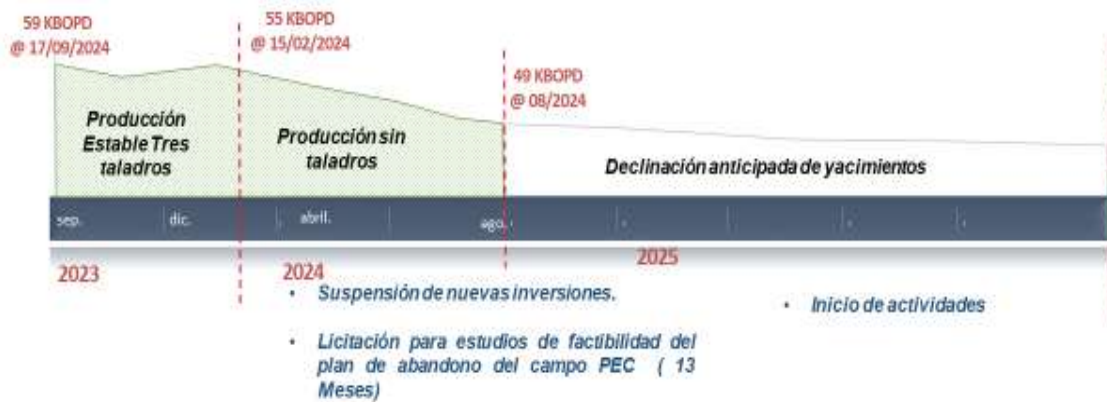 59 KBOPD
@ 17/09/2024
55 KBOPD
@ 15/02/2024
49 KBOPD
@ 08/2024
Producción
Estable Tres
taladros
Producción sin
taladros
Declinación anticipada de yacimientos
sep.
dic.
abril.
ago.
2023
2024
2025
• Suspensión de nuevas inversiones.
• Licitación para estudios de factibilidad del
plan de abandono del campo PEC ( 13
Meses)
• Inicio de actividades